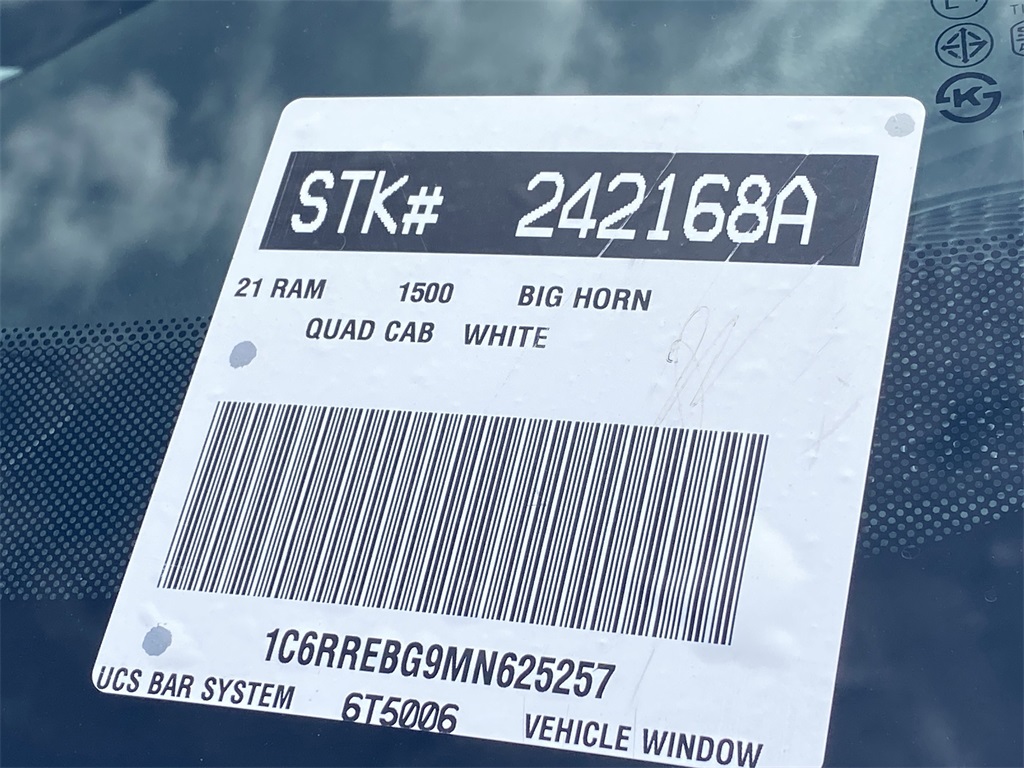 STK# 242168A
21 RAM 1500 BIG HORN
QUAD CAB WHITE
1C6RREBG9MN625257
UCS BAR SYSTEM 6T5006 VEHICLE WINDOW